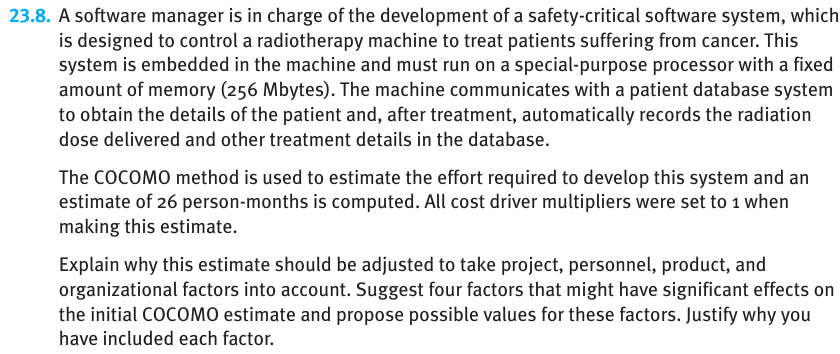 23.8. A software manager is in charge of the development of a safety-critical software system, which
is designed to control a radiotherapy machine to treat patients suffering from cancer. This
system is embedded in the machine and must run on a special-purpose processor with a fixed
amount of memory (256 Mbytes). The machine communicates with a patient database system
to obtain the details of the patient and, after treatment, automatically records the radiation
dose delivered and other treatment details in the database.
The COCOMO method is used to estimate the effort required to develop this system and an
estimate of 26 person-months is computed. All cost driver multipliers were set to 1 when
making this estimate.
Explain why this estimate should be adjusted to take project, personnel, product, and
organizational factors into account. Suggest four factors that might have significant effects on
the initial COCOMO estimate and propose possible values for these factors. Justify why you
have included each factor.